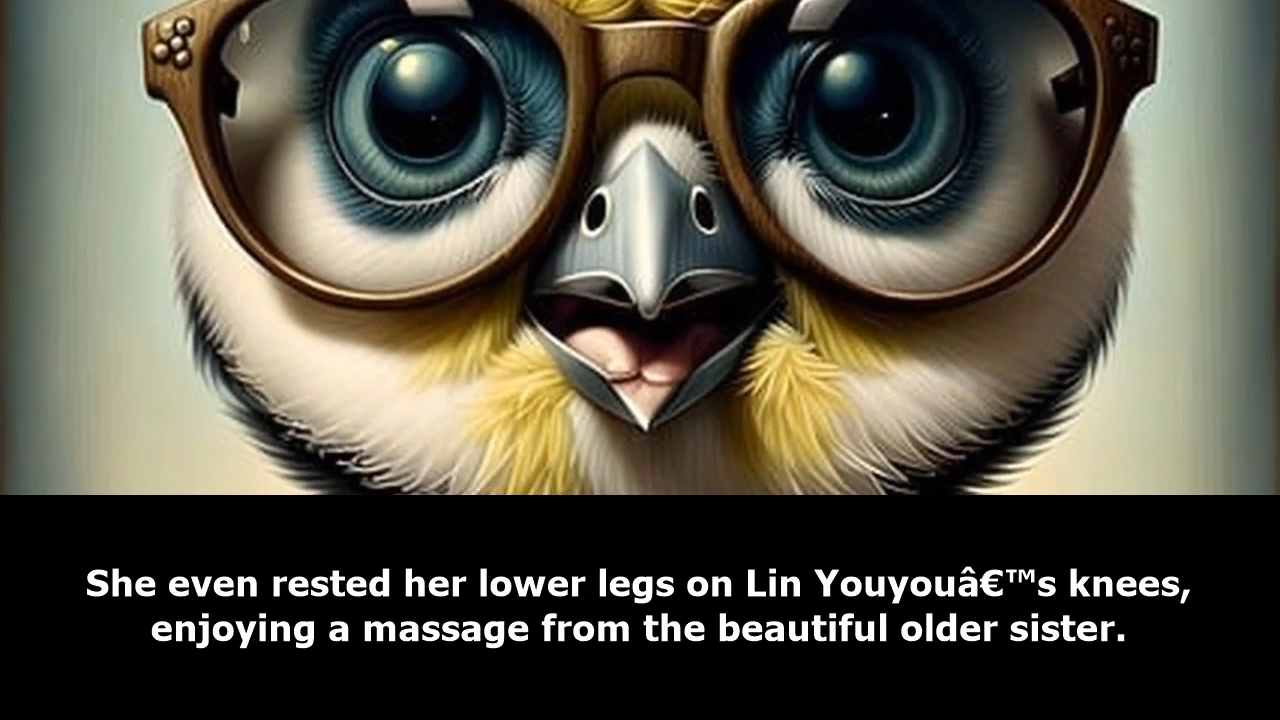 She even rested her lower legs on Lin Youyouâ€™s knees,
enjoying a massage from the beautiful older sister.